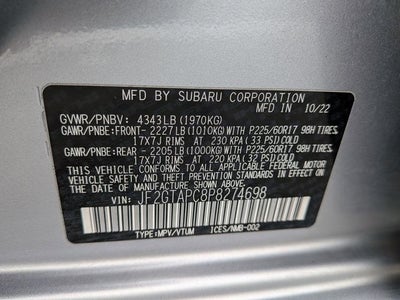 MFD BY SUBARU CORPORATION
MFD IN 10/22
GVWR/PNBV : 4343LB (1970KG)
GAWR/PNBE:FRONT- 2227 LB (1010KG) WITH P225/60R17 98H TIRES,
17X7J RIMS AT 230 KPA (33 PSI) COLD
GAWR/PNBE:REAR - 2205 LB (1000KG) WITH P225/60R17 98H TIRES,
17X7J RIMS AT 220 KPA (32 PSI) COLD
THIS VEHICLE CONFORMS TO ALL APPLICABLE FEDERAL MOTOR
VEHICLE SAFETY AND THEFT PREVENTION STANDARDS IN EFFECT
ON THE DATE OF MANUFACTURE SHOWN ABOVE.
VIN: JF2GTAPC8P8274698
TYPE:MPV/VTUM ICES/NMB-002